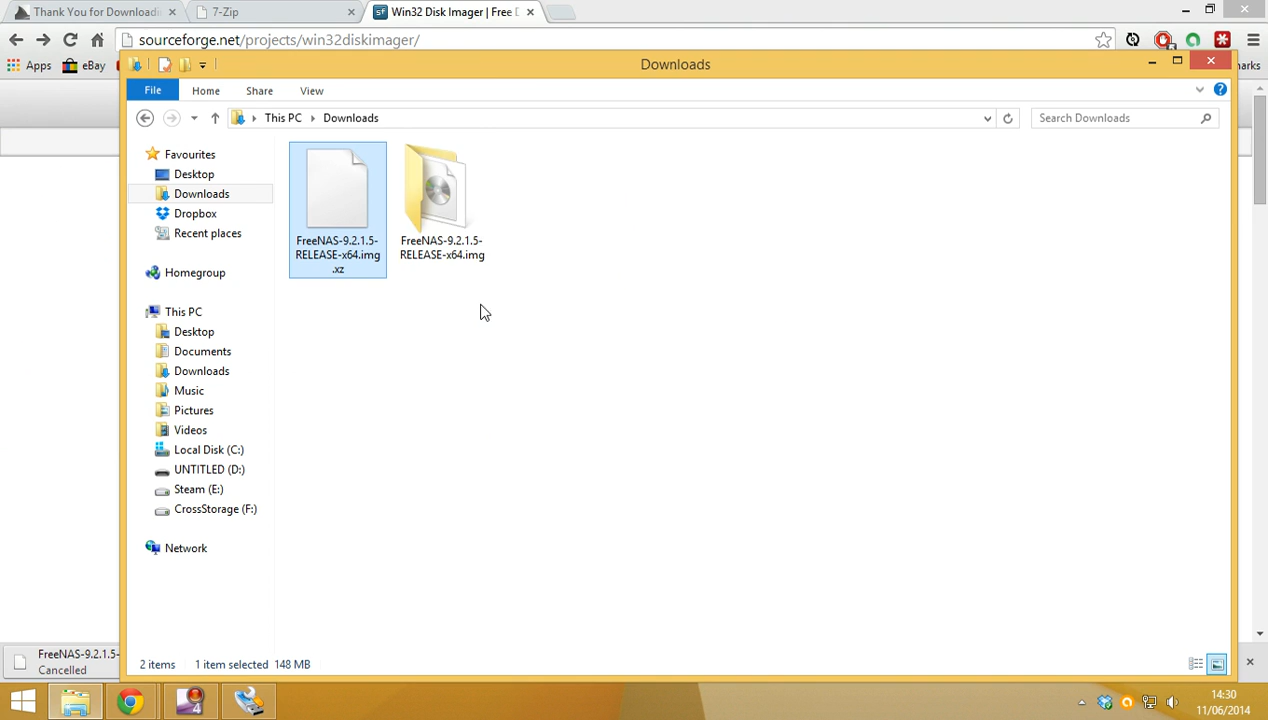 Thank You for Downloadi
7-Zip
Win32 Disk Imager | Free D
sourceforge.net/projects/win32diskimager/
Apps
eBay
arks
Downloads
File
Home
Share
View
This PC
Downloads
Search Downloads
Favourites
Desktop
Downloads
Dropbox
Recent places
Homegroup
This PC
Desktop
Documents
Downloads
Music
Pictures
Videos
Local Disk (C:)
UNTITLED (D:)
Steam (E:)
CrossStorage (F:)
Network
FreeNAS-9.2.1.5-
RELEASE-x64.img
.xz
FreeNAS-9.2.1.5-
RELEASE-x64.img
2 items
1 item selected 148 MB
FreeNAS-9.2.1.5-
Cancelled
14:30
11/06/2014